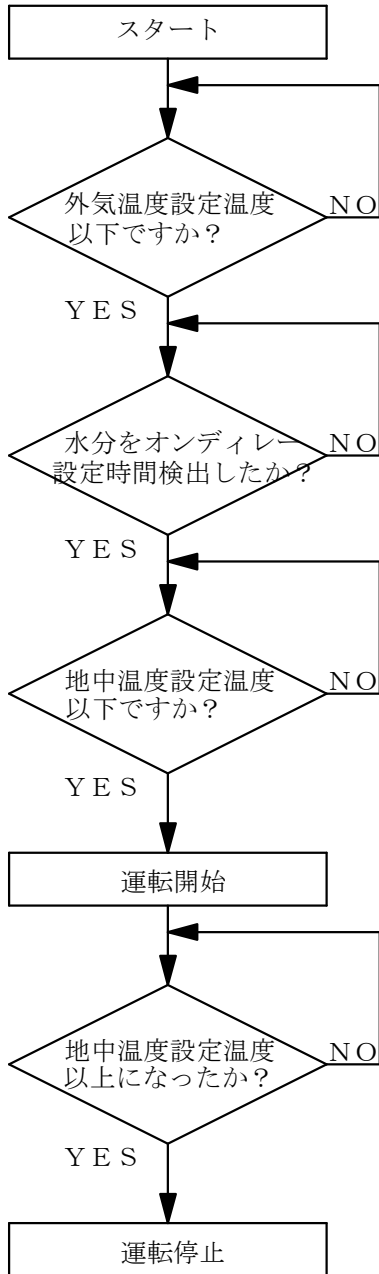 スタート
外気温度設定温度
以下ですか？
ＮＯ
ＹＥＳ
水分をオンディレー
設定時間検出したか？
ＮＯ
ＹＥＳ
地中温度設定温度
以下ですか？
ＮＯ
ＹＥＳ
運転開始
地中温度設定温度
以上になったか？
ＮＯ
ＹＥＳ
運転停止